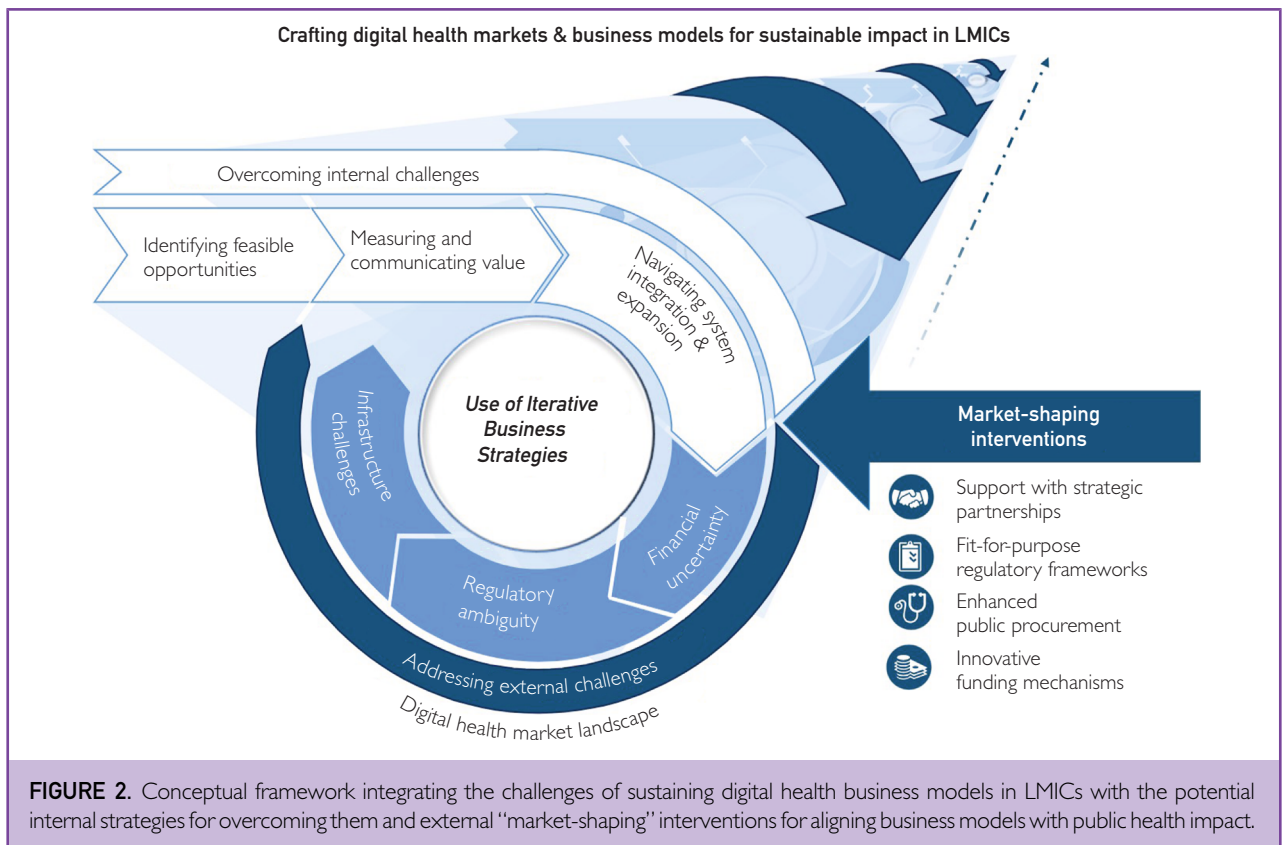 Crafting digital health markets & business models for sustainable impact in LMICs
Overcoming internal challenges
Identifying feasible
opportunities
Measuring and
communicating value
Navigating system
integration &
expansion
Use of Iterative
Business
Strategies
Infrastructure
challenges
Regulatory
ambiguity
Financial
uncertainty
Addressing external challenges
Digital health market landscape
Market-shaping
interventions
Support with strategic
partnerships
Fit-for-purpose
regulatory frameworks
Enhanced
public procurement
Innovative
funding mechanisms
FIGURE 2. Conceptual framework integrating the challenges of sustaining digital health business models in LMICs with the potential
internal strategies for overcoming them and external “market-shaping” interventions for aligning business models with public health impact.